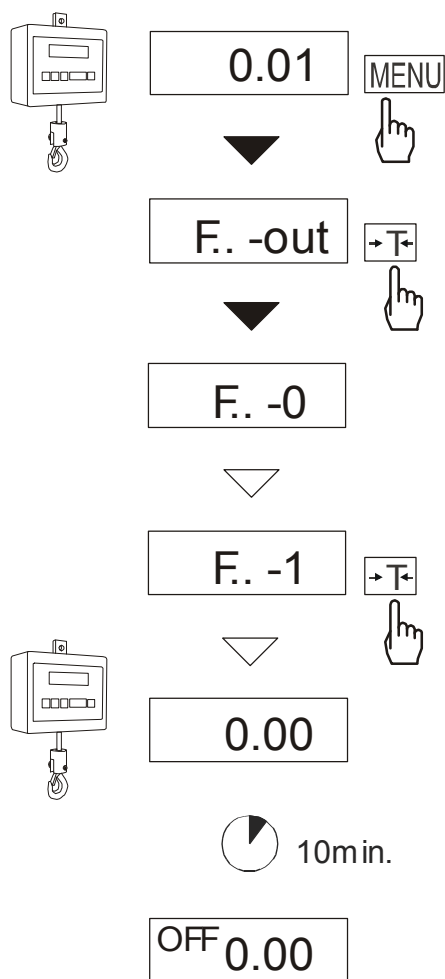 0.01 MENU
F.. -out →T←
F.. -0
F.. -1 →T←
0.00
10min.
OFF 0.00